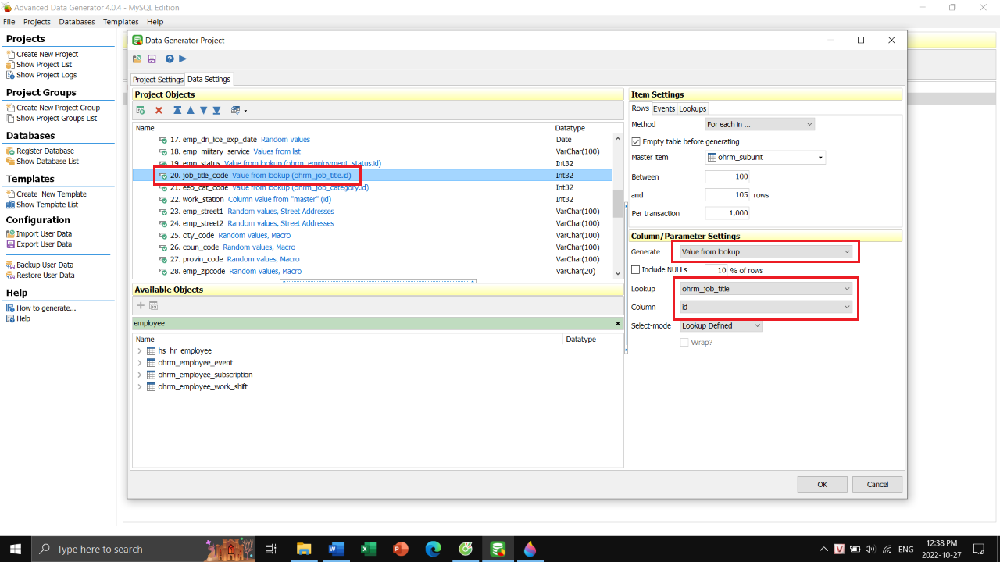 Advanced Data Generator 4.0.4 - MySQL Edition
File Projects Databases Templates Help
Projects
Create New Project
Show Project List
Show Project Logs
Project Groups
Create New Project Group
Show Project Groups List
Databases
Register Database
Show Database List
Templates
Create New Template
Show Template List
Configuration
Import User Data
Export User Data
Backup User Data
Restore User Data
Help
How to generate...
Help
Data Generator Project
Project Settings Data Settings
Project Objects
Name Datatype
17. emp_dri_lice_exp_date Random values Date
18. emp_military_service Values from list VarChar(100)
19. emp_status Value from lookup (ohrm_employment_status.id) Int32
20. job_title_code Value from lookup (ohrm_job_title.id) Int32
21. eeo_cat_code Value from lookup (ohrm_job_category.id) Int32
22. work_station Column value from "master" (id) Int32
23. emp_street1 Random values, Street Addresses VarChar(100)
24. emp_street2 Random values, Street Addresses VarChar(100)
25. city_code Random values, Macro VarChar(100)
26. coun_code Random values, Macro VarChar(100)
27. provin_code Random values, Macro VarChar(100)
28. emp_zipcode Random values, Macro VarChar(20)
Available Objects
employee
Name Datatype
hs_hr_employee
ohrm_employee_event
ohrm_employee_subscription
ohrm_employee_work_shift
Item Settings
Rows Events Lookups
Method For each in ...
Empty table before generating
Master item ohrm_subunit
Between 100
and 105 rows
Per transaction 1,000
Column/Parameter Settings
Generate Value from lookup
Include NULLs 10 % of rows
Lookup ohrm_job_title
Column id
Select-mode Lookup Defined
Wrap?
OK Cancel
Type here to search
ENG
12:38 PM
2022-10-27